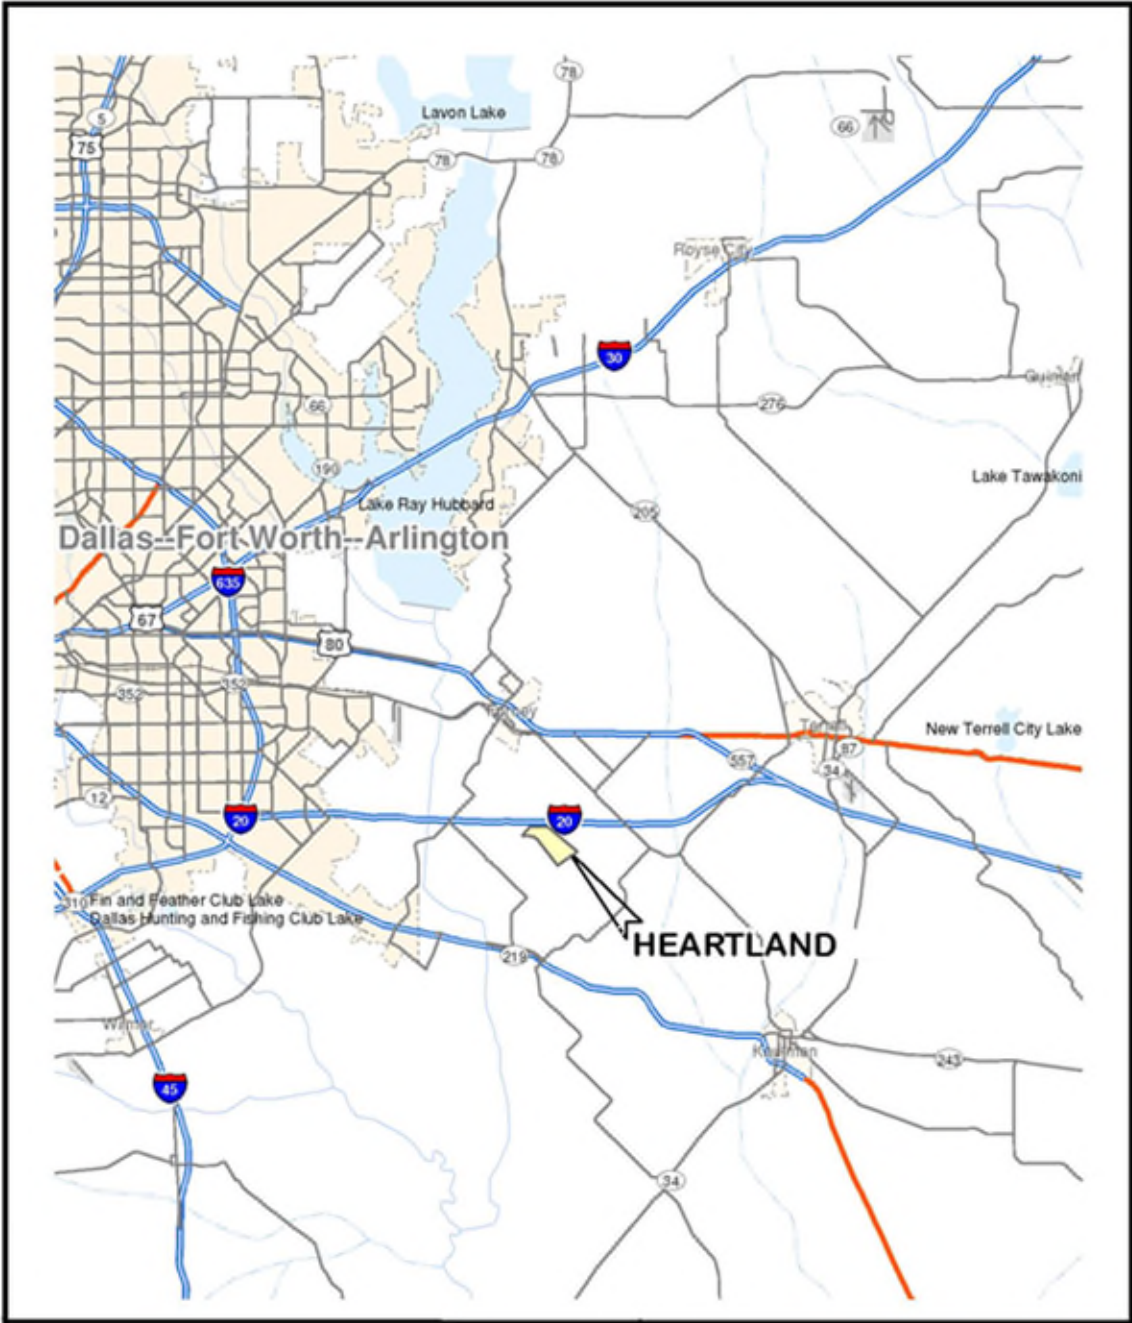 78
Lavon Lake
5
66
75
78
78
Royse City
30
Quinlan
66
276
190
Lake Tawakoni
Lake Ray Hubbard
205
Dallas--Fort Worth--Arlington
635
67
80
352
352
Forney
Terrell
New Terrell City Lake
87
557
34
12
20
20
310
Fin and Feather Club Lake
Dallas Hunting and Fishing Club Lake
HEARTLAND
219
Wilmer
Kaufman
243
45
34